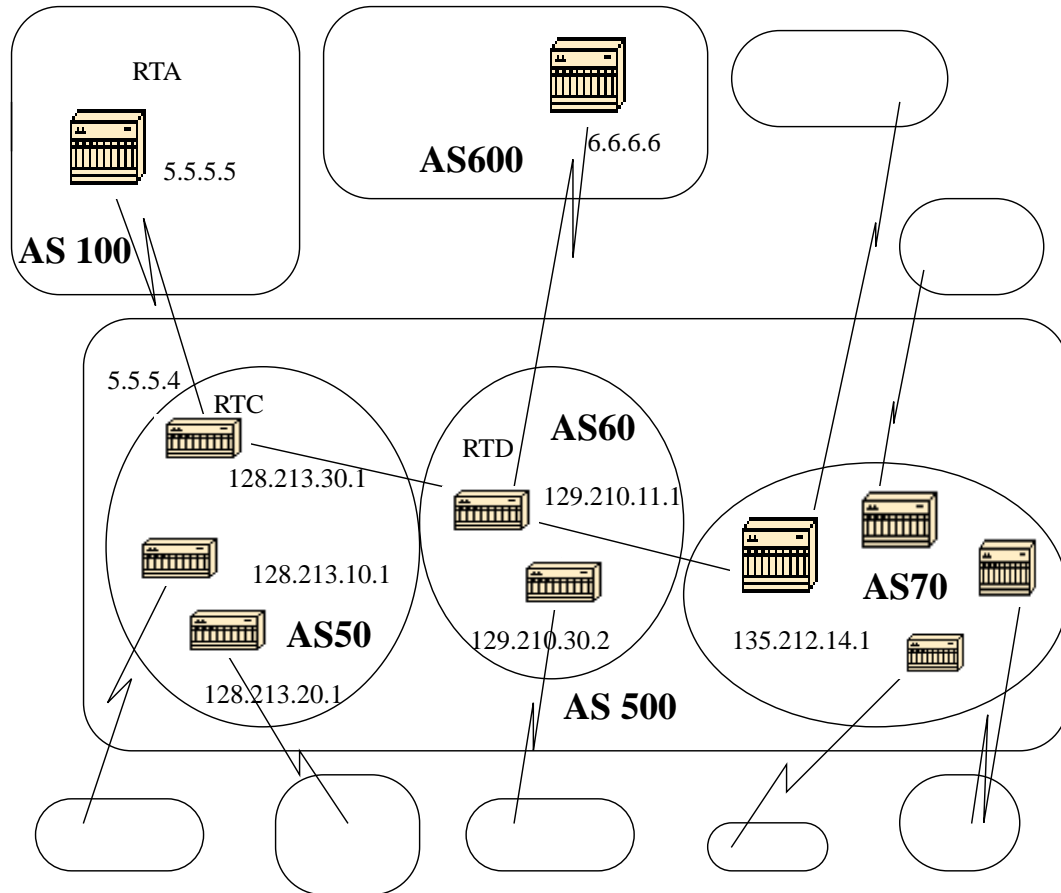 RTA
5.5.5.5
AS 100
AS600
6.6.6.6
5.5.5.4
RTC
128.213.30.1
RTD
AS60
129.210.11.1
128.213.10.1
AS50
128.213.20.1
129.210.30.2
AS70
135.212.14.1
AS 500